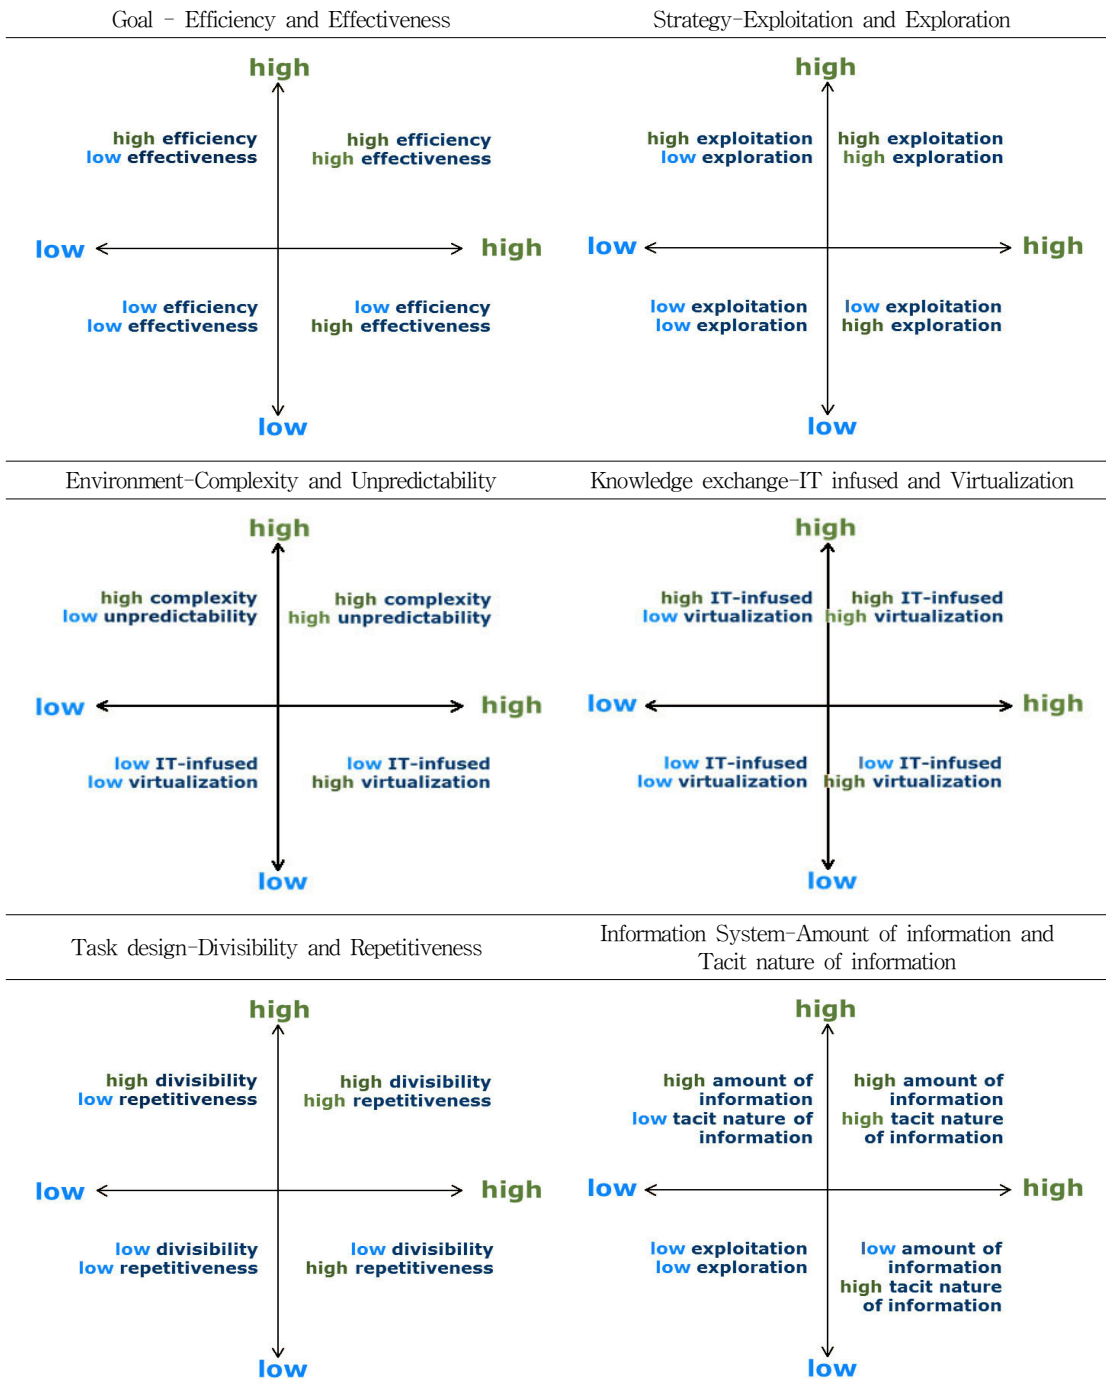 Goal - Efficiency and Effectiveness
high
high efficiency
low effectiveness
high efficiency
high effectiveness
low
high
low efficiency
low effectiveness
low efficiency
high effectiveness
low
Strategy-Exploitation and Exploration
high
high exploitation
low exploration
high exploitation
high exploration
low
high
low exploitation
low exploration
low exploitation
high exploration
low
Environment-Complexity and Unpredictability
high
high complexity
low unpredictability
high complexity
high unpredictability
low
high
low IT-infused
low virtualization
low IT-infused
high virtualization
low
Knowledge exchange-IT infused and Virtualization
high
high IT-infused
low virtualization
high IT-infused
high virtualization
low
high
low IT-infused
low virtualization
low IT-infused
high virtualization
low
Task design-Divisibility and Repetitiveness
high
high divisibility
low repetitiveness
high divisibility
high repetitiveness
low
high
low divisibility
low repetitiveness
low divisibility
high repetitiveness
low
Information System-Amount of information and
Tacit nature of information
high
high amount of
information
low tacit nature of
information
high amount of
information
high tacit nature
of information
low
high
low exploitation
low exploration
low amount of
information
high tacit nature
of information
low